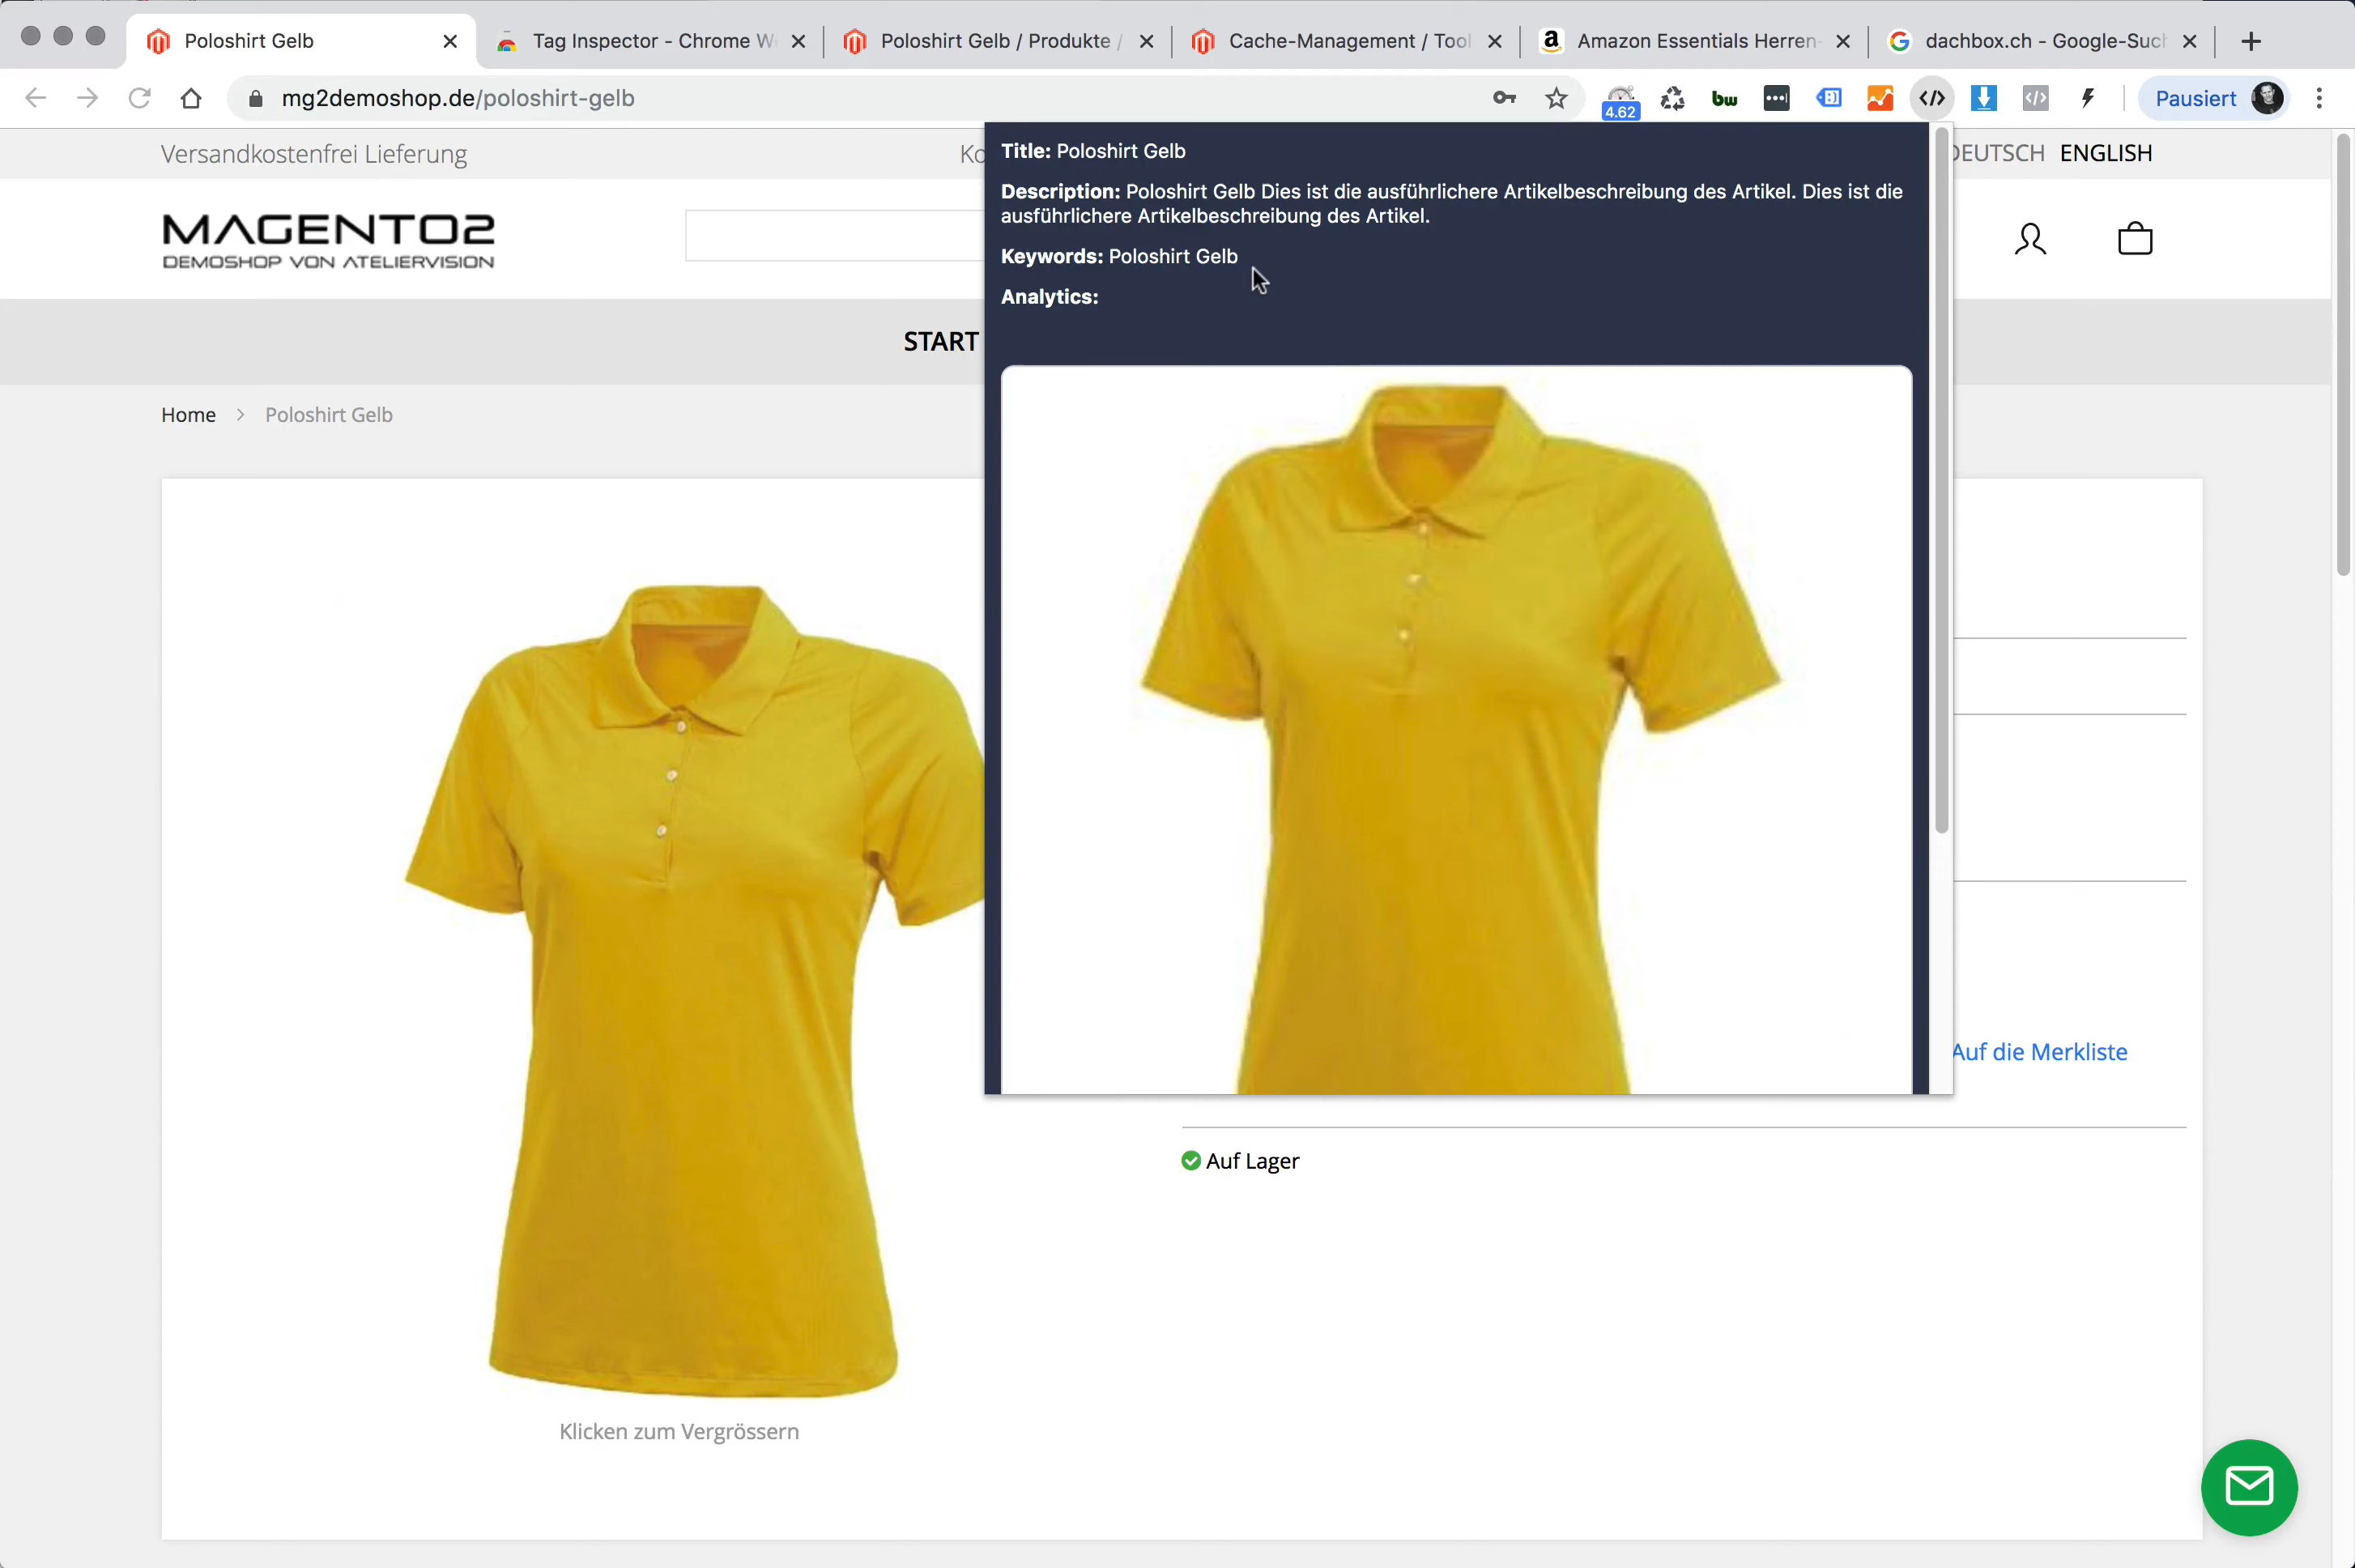 Poloshirt Gelb
Tag Inspector - Chrome W
Poloshirt Gelb / Produkte /
Cache-Management / Tool
Amazon Essentials Herren-
dachbox.ch - Google-Such
mg2demoshop.de/poloshirt-gelb
4.62
bw
Pausiert
Versandkostenfrei Lieferung
Ko
DEUTSCH ENGLISH
MAGENTO2
DEMOSHOP VON ATELIERVISION
START
Home > Poloshirt Gelb
Title: Poloshirt Gelb
Description: Poloshirt Gelb Dies ist die ausführlichere Artikelbeschreibung des Artikel. Dies ist die
ausführlichere Artikelbeschreibung des Artikel.
Keywords: Poloshirt Gelb
Analytics:
Auf die Merkliste
Auf Lager
Klicken zum Vergrössern